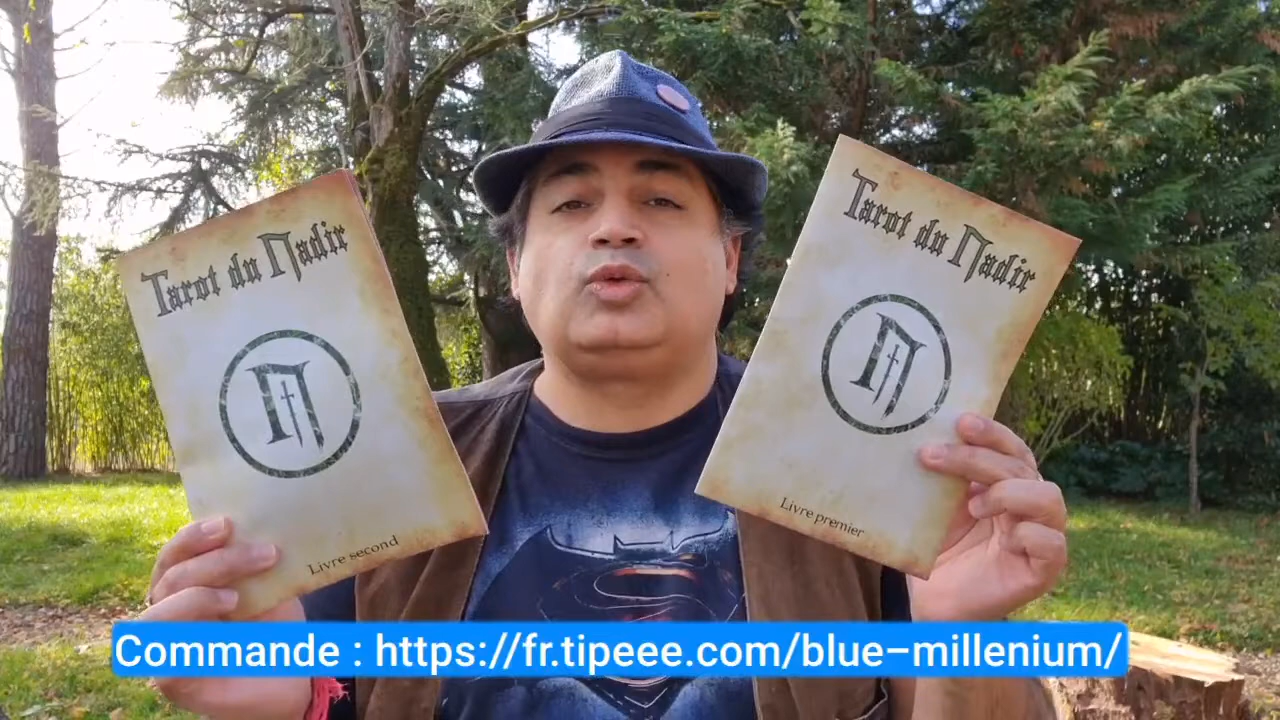 Tarot du Nadir
Livre second
Tarot du Nadir
Livre premier
Commande : https://fr.tipeee.com/blue-millenium/